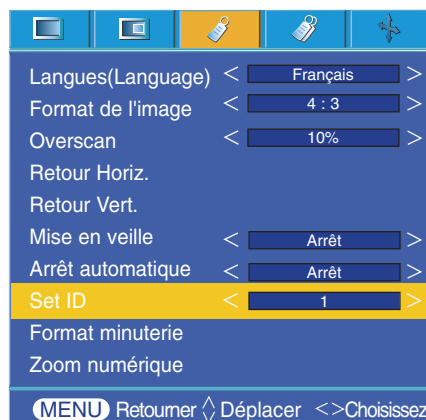 Langues(Language) < Français >
Format de l'image < 4 : 3 >
Overscan < 10% >
Retour Horiz.
Retour Vert.
Mise en veille < Arrêt >
Arrêt automatique < Arrêt >
Set ID < 1 >
Format minuterie
Zoom numérique
MENU Retourner Déplacer <>Choisissez